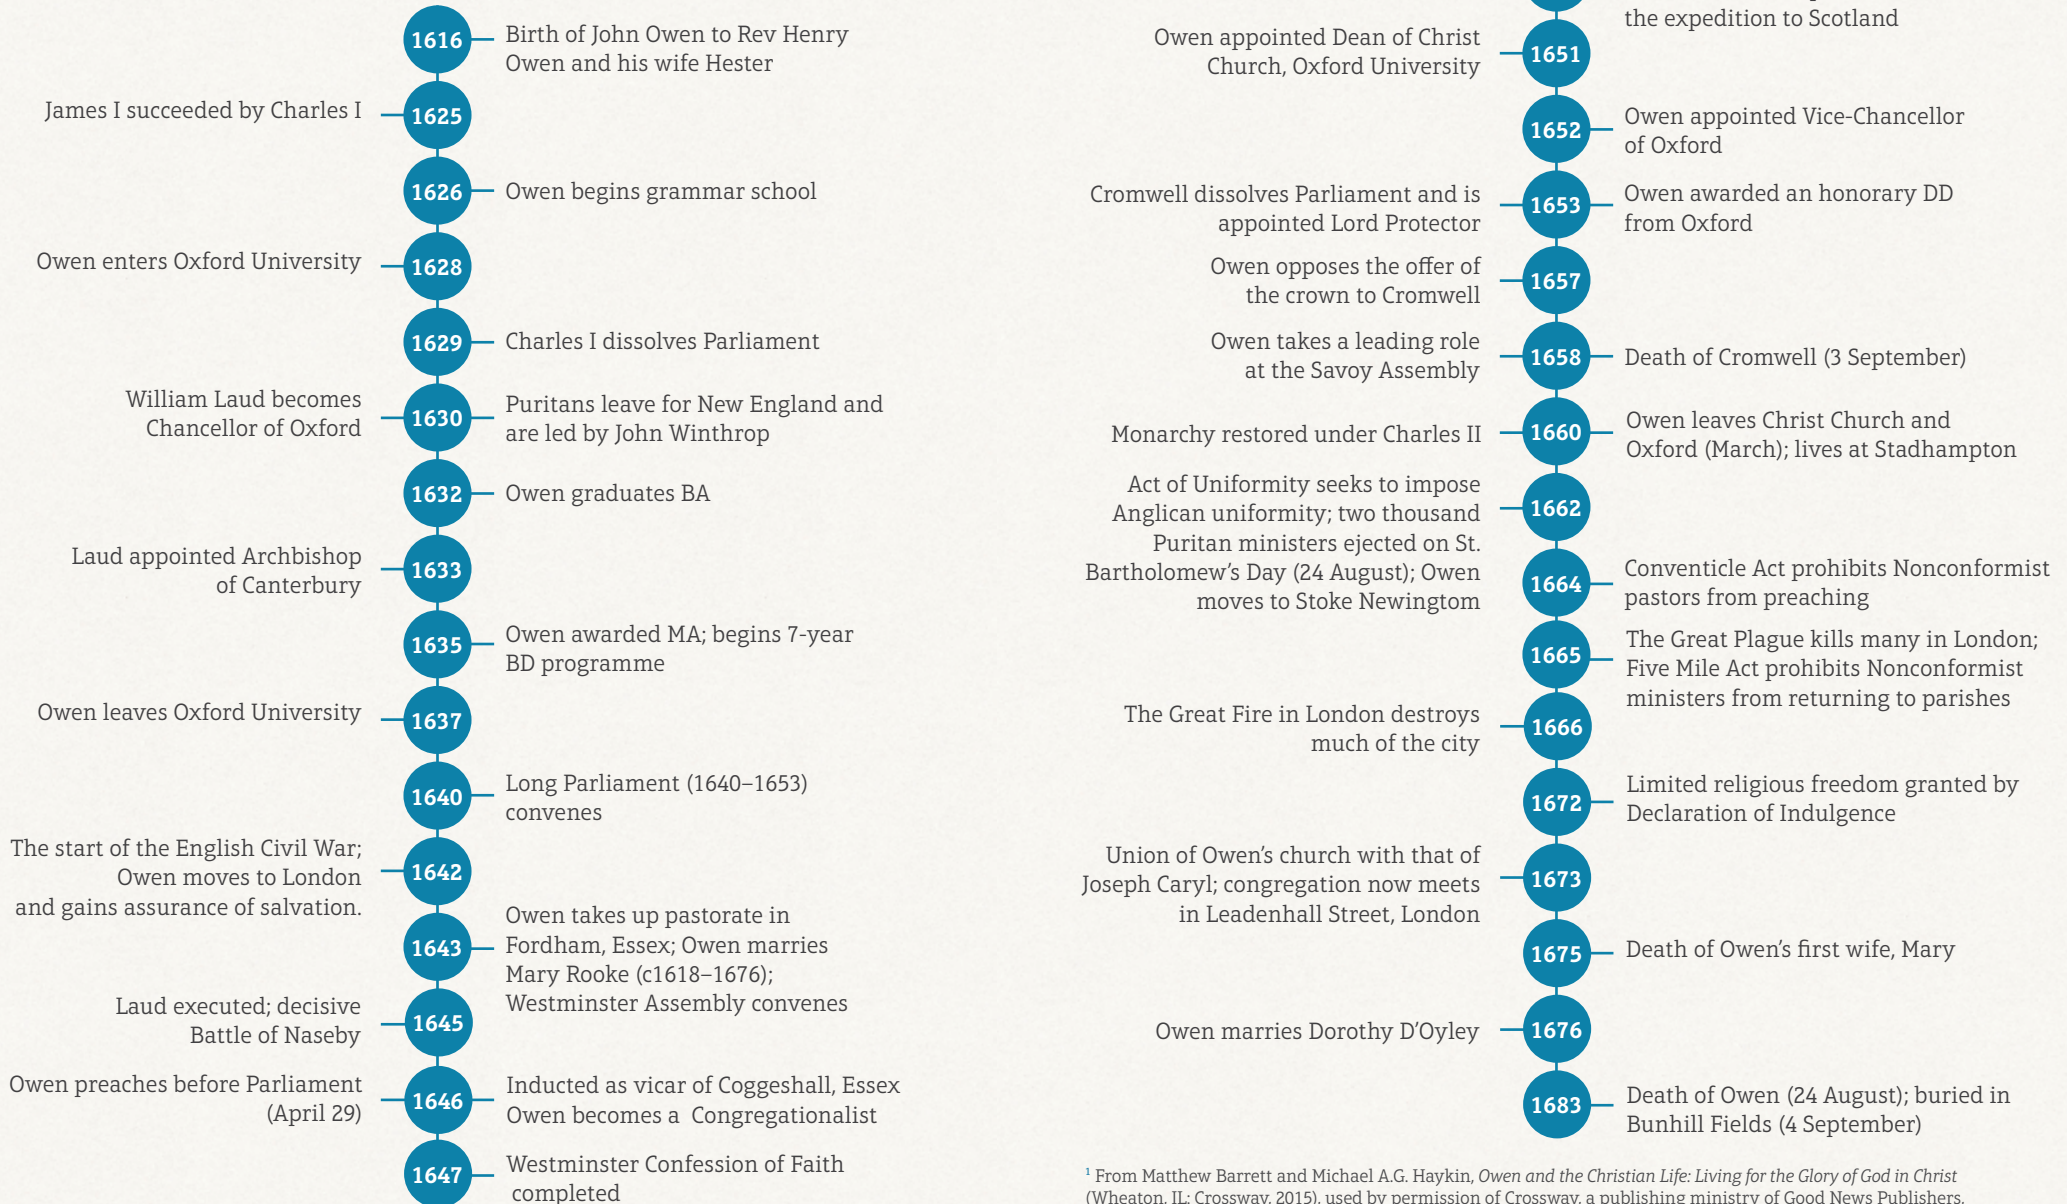 1616
Birth of John Owen to Rev Henry
Owen and his wife Hester
James I succeeded by Charles I
1625
1626
Owen begins grammar school
Owen enters Oxford University
1628
1629
Charles I dissolves Parliament
William Laud becomes
Chancellor of Oxford
1630
Puritans leave for New England and
are led by John Winthrop
1632
Owen graduates BA
Laud appointed Archbishop
of Canterbury
1633
1635
Owen awarded MA; begins 7-year
BD programme
Owen leaves Oxford University
1637
1640
Long Parliament (1640–1653)
convenes
The start of the English Civil War;
Owen moves to London
and gains assurance of salvation.
1642
1643
Owen takes up pastorate in
Fordham, Essex; Owen marries
Mary Rooke (c1618–1676);
Westminster Assembly convenes
Laud executed; decisive
Battle of Naseby
1645
Owen preaches before Parliament
(April 29)
1646
Inducted as vicar of Coggeshall, Essex
Owen becomes a Congregationalist
1647
Westminster Confession of Faith
completed
the expedition to Scotland
Owen appointed Dean of Christ
Church, Oxford University
1651
1652
Owen appointed Vice-Chancellor
of Oxford
Cromwell dissolves Parliament and is
appointed Lord Protector
1653
Owen awarded an honorary DD
from Oxford
Owen opposes the offer of
the crown to Cromwell
1657
Owen takes a leading role
at the Savoy Assembly
1658
Death of Cromwell (3 September)
Monarchy restored under Charles II
1660
Owen leaves Christ Church and
Oxford (March); lives at Stadhampton
Act of Uniformity seeks to impose
Anglican uniformity; two thousand
Puritan ministers ejected on St.
Bartholomew's Day (24 August); Owen
moves to Stoke Newingtom
1662
1664
Conventicle Act prohibits Nonconformist
pastors from preaching
1665
The Great Plague kills many in London;
Five Mile Act prohibits Nonconformist
ministers from returning to parishes
The Great Fire in London destroys
much of the city
1666
1672
Limited religious freedom granted by
Declaration of Indulgence
Union of Owen's church with that of
Joseph Caryl; congregation now meets
in Leadenhall Street, London
1673
1675
Death of Owen's first wife, Mary
Owen marries Dorothy D'Oyley
1676
1683
Death of Owen (24 August); buried in
Bunhill Fields (4 September)
1 From Matthew Barrett and Michael A.G. Haykin, Owen and the Christian Life: Living for the Glory of God in Christ
(Wheaton, IL: Crossway, 2015), used by permission of Crossway, a publishing ministry of Good News Publishers,